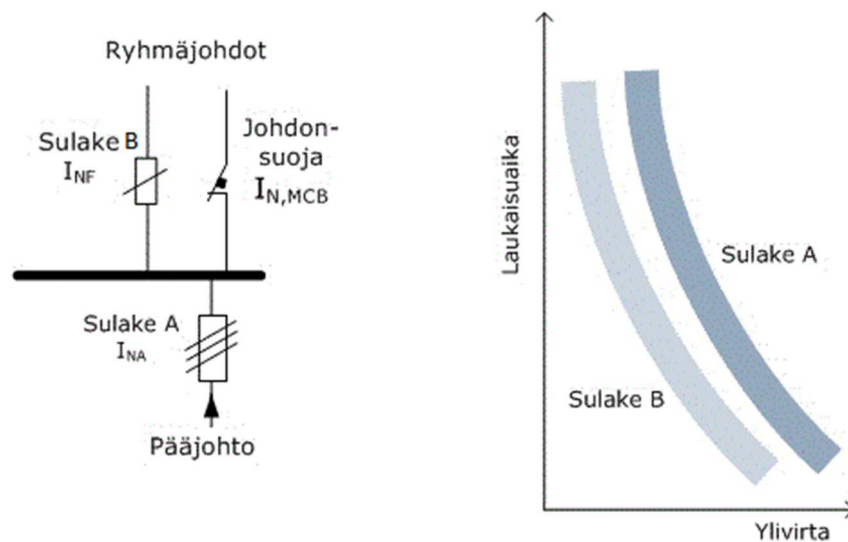 Ryhmäjohdot
Sulake B
I_NF
Johdon-
suoja
I_N,MCB
Sulake A
I_NA
Pääjohto
Laukaisuaika
Sulake A
Sulake B
Ylivirta